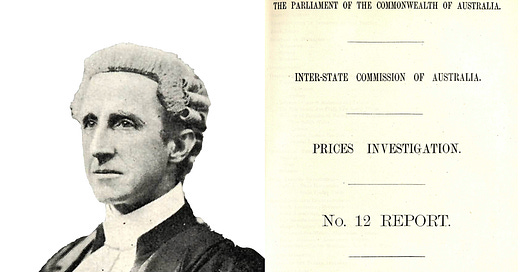 THE PARLIAMENT OF THE COMMONWEALTH OF AUSTRALIA.
INTER-STATE COMMISSION OF AUSTRALIA.
PRICES INVESTIGATION.
No. 12 REPORT.